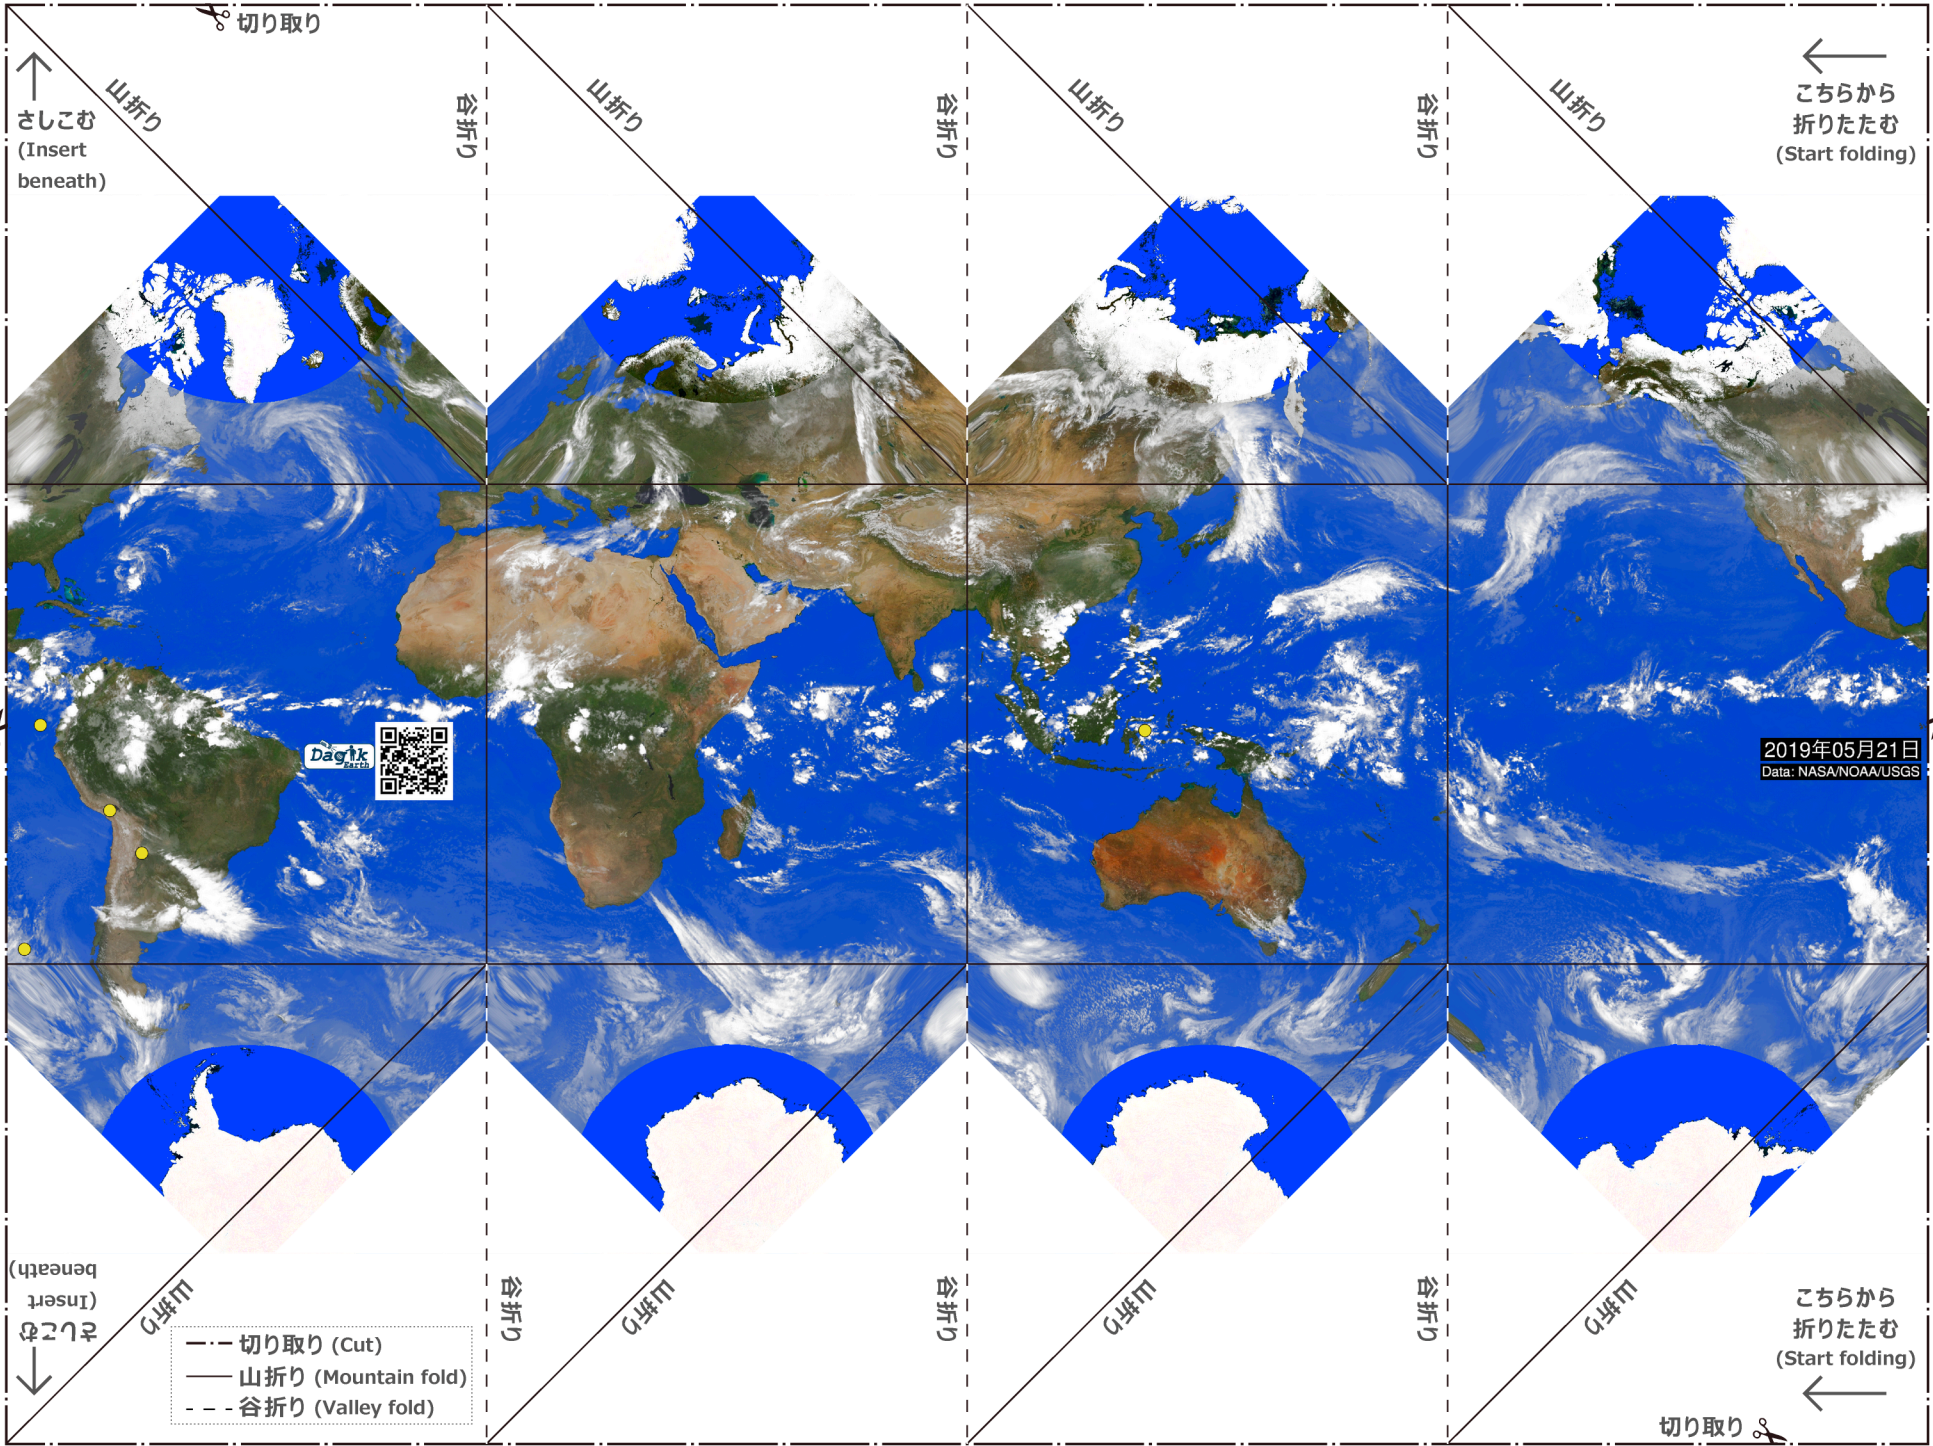 切り取り
山折り
谷折り
山折り
谷折り
山折り
谷折り
山折り
さしこむ
(Insert
beneath)
こちらから
折りたたむ
(Start folding)
Dagik
Earth
2019年05月21日
Data: NASA/NOAA/USGS
さしこむ
(Insert
beneath)
山折り
谷折り
山折り
谷折り
山折り
谷折り
山折り
切り取り (Cut)
山折り (Mountain fold)
谷折り (Valley fold)
こちらから
折りたたむ
(Start folding)
切り取り